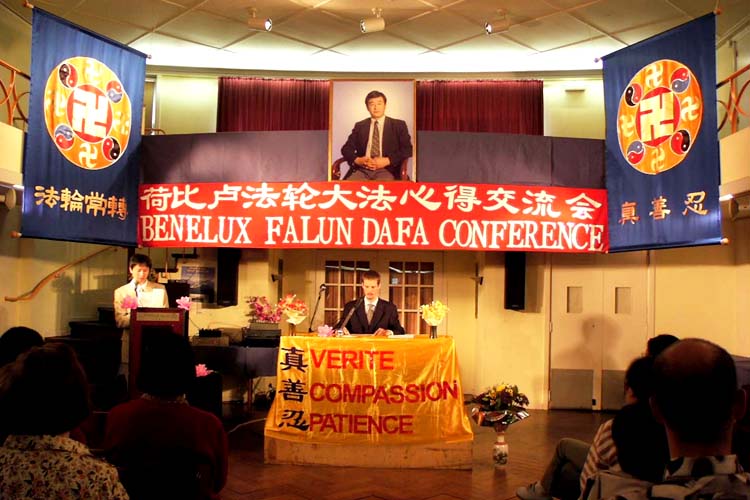 法輪常轉
荷比卢法轮大法心得交流会
BENELUX FALUN DAFA CONFERENCE
真善忍
真 VERITE
善 COMPASSION
忍 PATIENCE